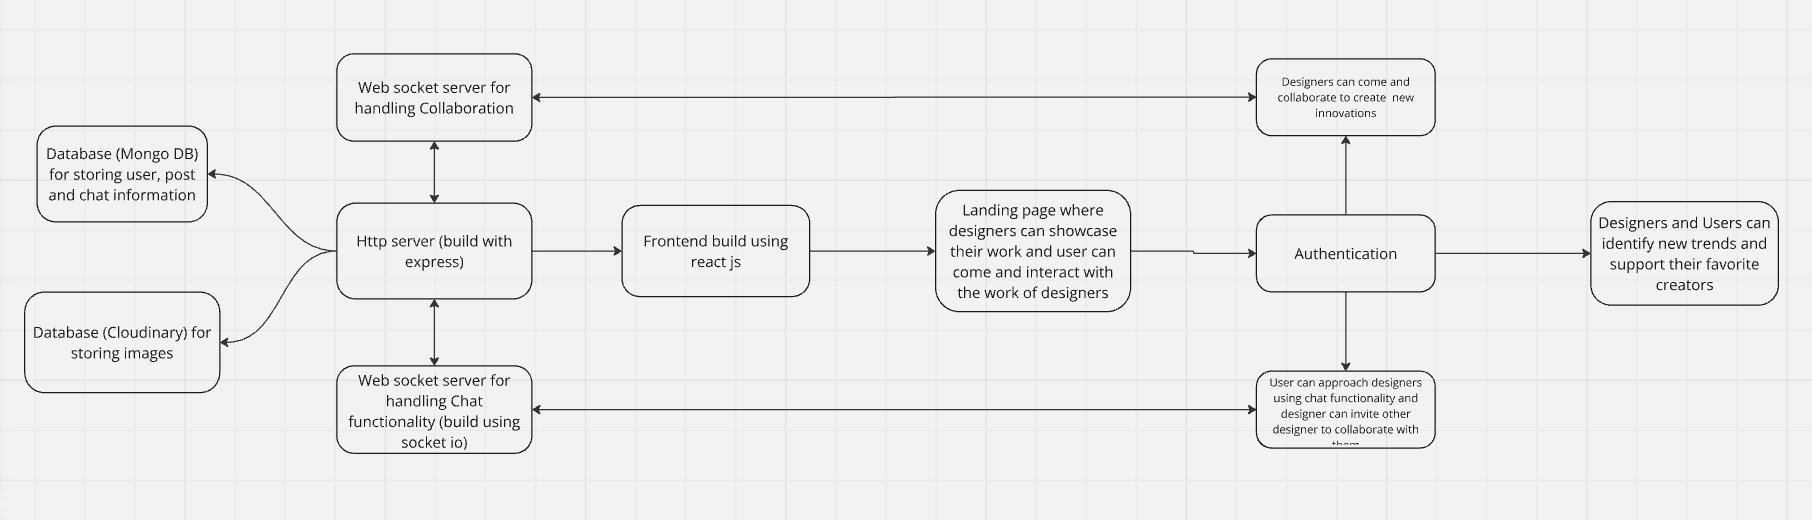 Web socket server for
handling Collaboration
Designers can come and
collaborate to create new
innovations
Database (Mongo DB)
for storing user, post
and chat information
Http server (build with
express)
Frontend build using
react js
Landing page where
designers can showcase
their work and user can
come and interact with
the work of designers
Authentication
Designers and Users can
identify new trends and
support their favorite
creators
Database (Cloudinary) for
storing images
Web socket server for
handling Chat
functionality (build using
socket io)
User can approach designers
using chat functionality and
designer can invite other
designer to collaborate with
them